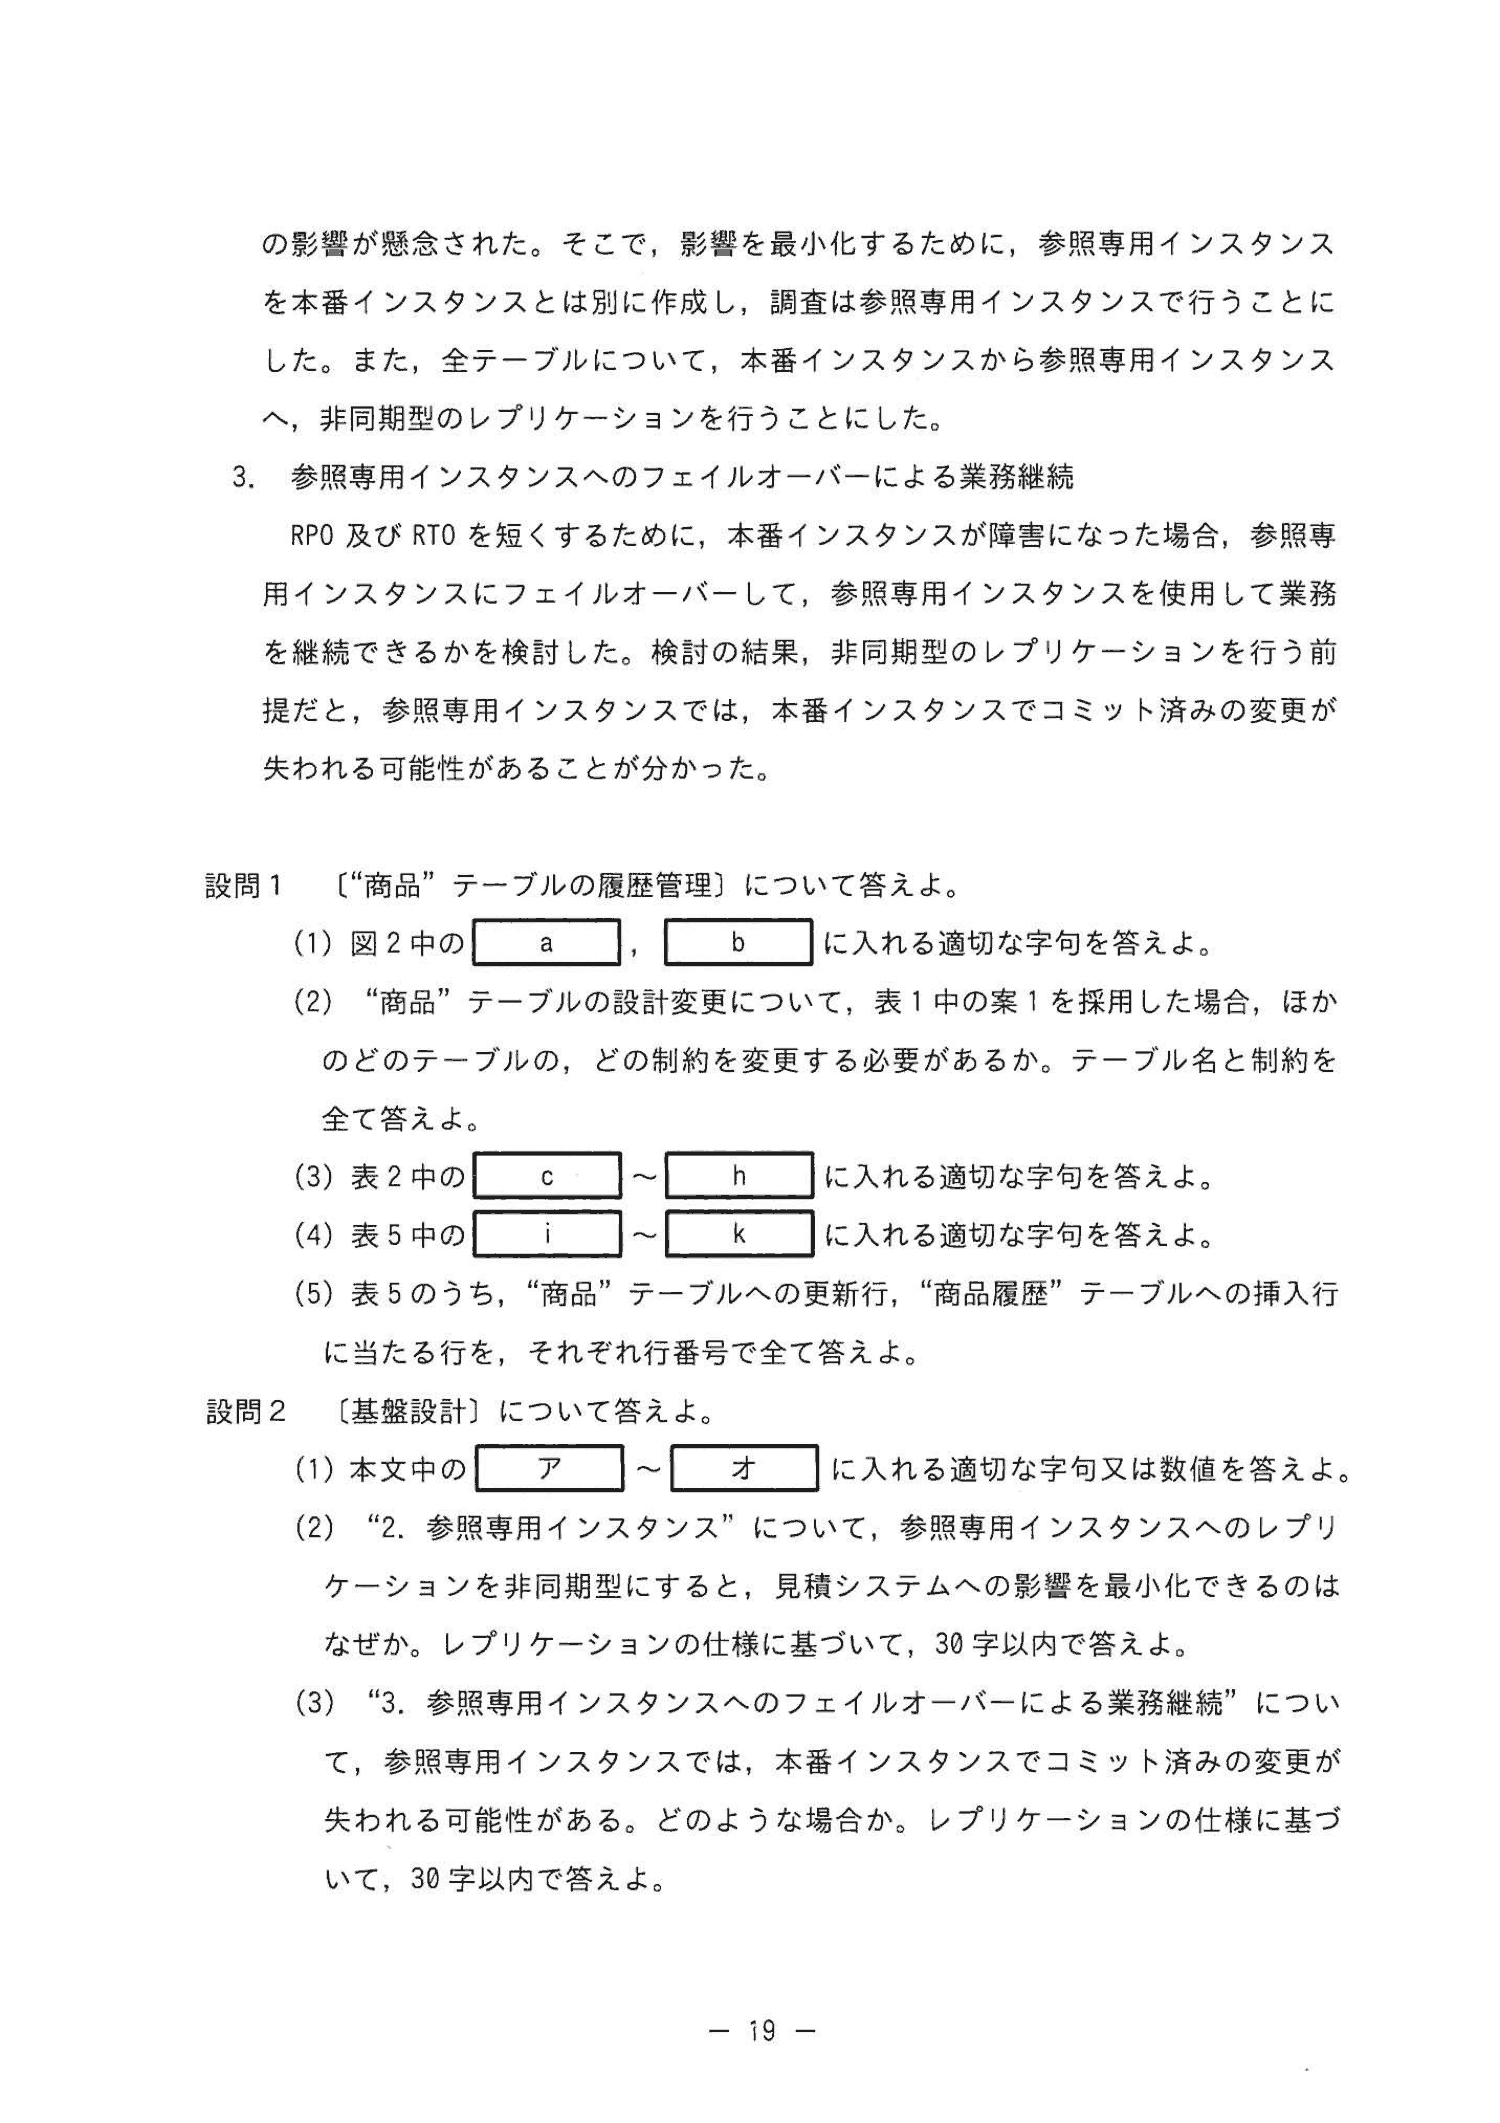 の影響が懸念された。そこで，影響を最小化するために，参照専用インスタンス
を本番インスタンスとは別に作成し，調査は参照専用インスタンスで行うことに
した。また，全テーブルについて，本番インスタンスから参照専用インスタンス
へ，非同期型のレプリケーションを行うことにした。
3. 参照専用インスタンスへのフェイルオーバーによる業務継続
RPO 及び RTO を短くするために，本番インスタンスが障害になった場合，参照専
用インスタンスにフェイルオーバーして，参照専用インスタンスを使用して業務
を継続できるかを検討した。検討の結果，非同期型のレプリケーションを行う前
提だと，参照専用インスタンスでは，本番インスタンスでコミット済みの変更が
失われる可能性があることが分かった。
設問1 〔“商品” テーブルの履歴管理〕について答えよ。
(1) 図2中の a ， b に入れる適切な字句を答えよ。
(2) “商品” テーブルの設計変更について，表1中の案1を採用した場合，ほか
のどのテーブルの，どの制約を変更する必要があるか。テーブル名と制約を
全て答えよ。
(3) 表2中の c ～ h に入れる適切な字句を答えよ。
(4) 表5中の i ～ k に入れる適切な字句を答えよ。
(5) 表5のうち，“商品” テーブルへの更新行，“商品履歴” テーブルへの挿入行
に当たる行を，それぞれ行番号で全て答えよ。
設問2 〔基盤設計〕について答えよ。
(1) 本文中の ア ～ オ に入れる適切な字句又は数値を答えよ。
(2) “2. 参照専用インスタンス” について，参照専用インスタンスへのレプリ
ケーションを非同期型にすると，見積システムへの影響を最小化できるのは
なぜか。レプリケーションの仕様に基づいて，30字以内で答えよ。
(3) “3. 参照専用インスタンスへのフェイルオーバーによる業務継続” につい
て，参照専用インスタンスでは，本番インスタンスでコミット済みの変更が
失われる可能性がある。どのような場合か。レプリケーションの仕様に基づ
いて，30字以内で答えよ。
－ 19 －